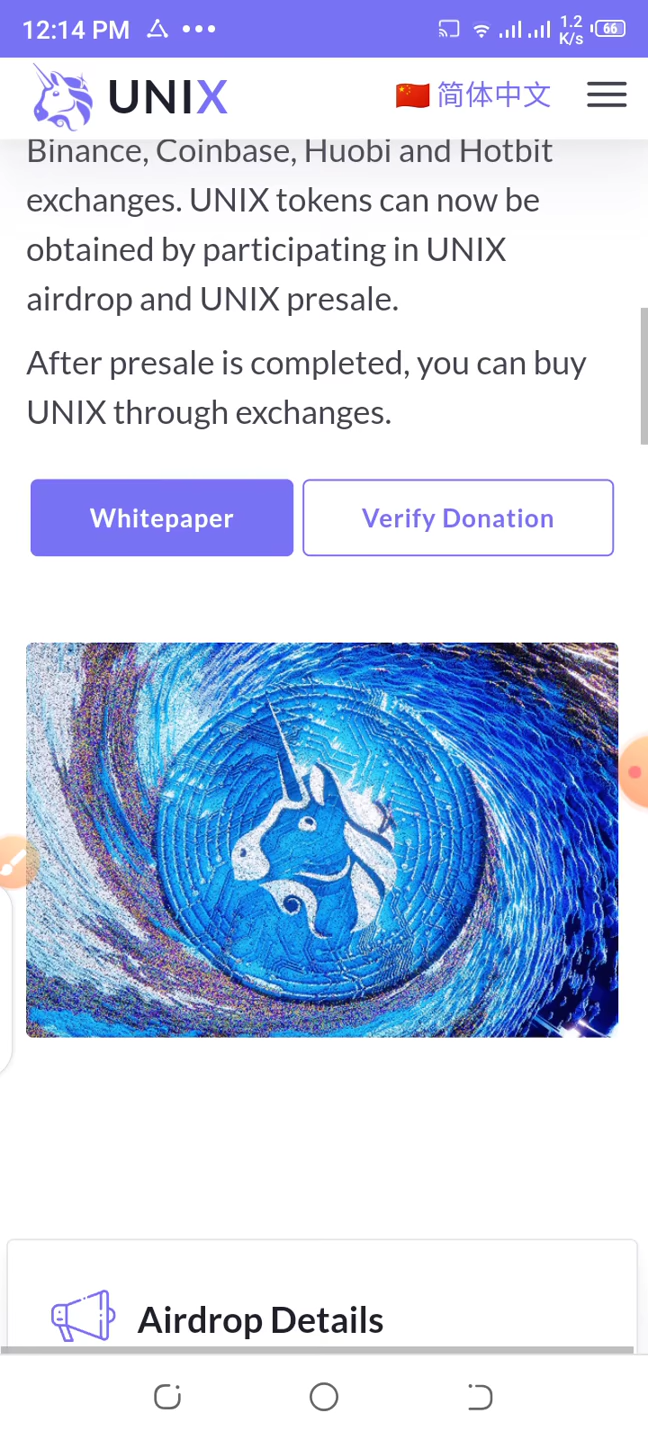 12:14 PM
1.2
K/s
66
UNIX
简体中文
Binance, Coinbase, Huobi and Hotbit
exchanges. UNIX tokens can now be
obtained by participating in UNIX
airdrop and UNIX presale.
After presale is completed, you can buy
UNIX through exchanges.
Whitepaper
Verify Donation
Airdrop Details